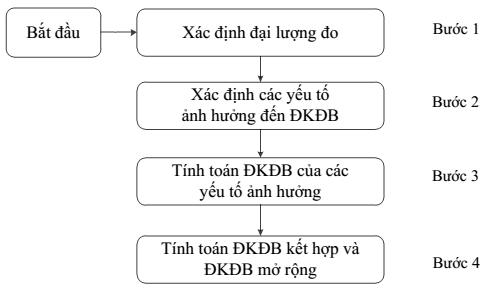 Bắt đầu
Xác định đại lượng đo
Bước 1
Xác định các yếu tố
ảnh hưởng đến ĐKĐB
Bước 2
Tính toán ĐKĐB của các
yếu tố ảnh hưởng
Bước 3
Tính toán ĐKĐB kết hợp và
ĐKĐB mở rộng
Bước 4